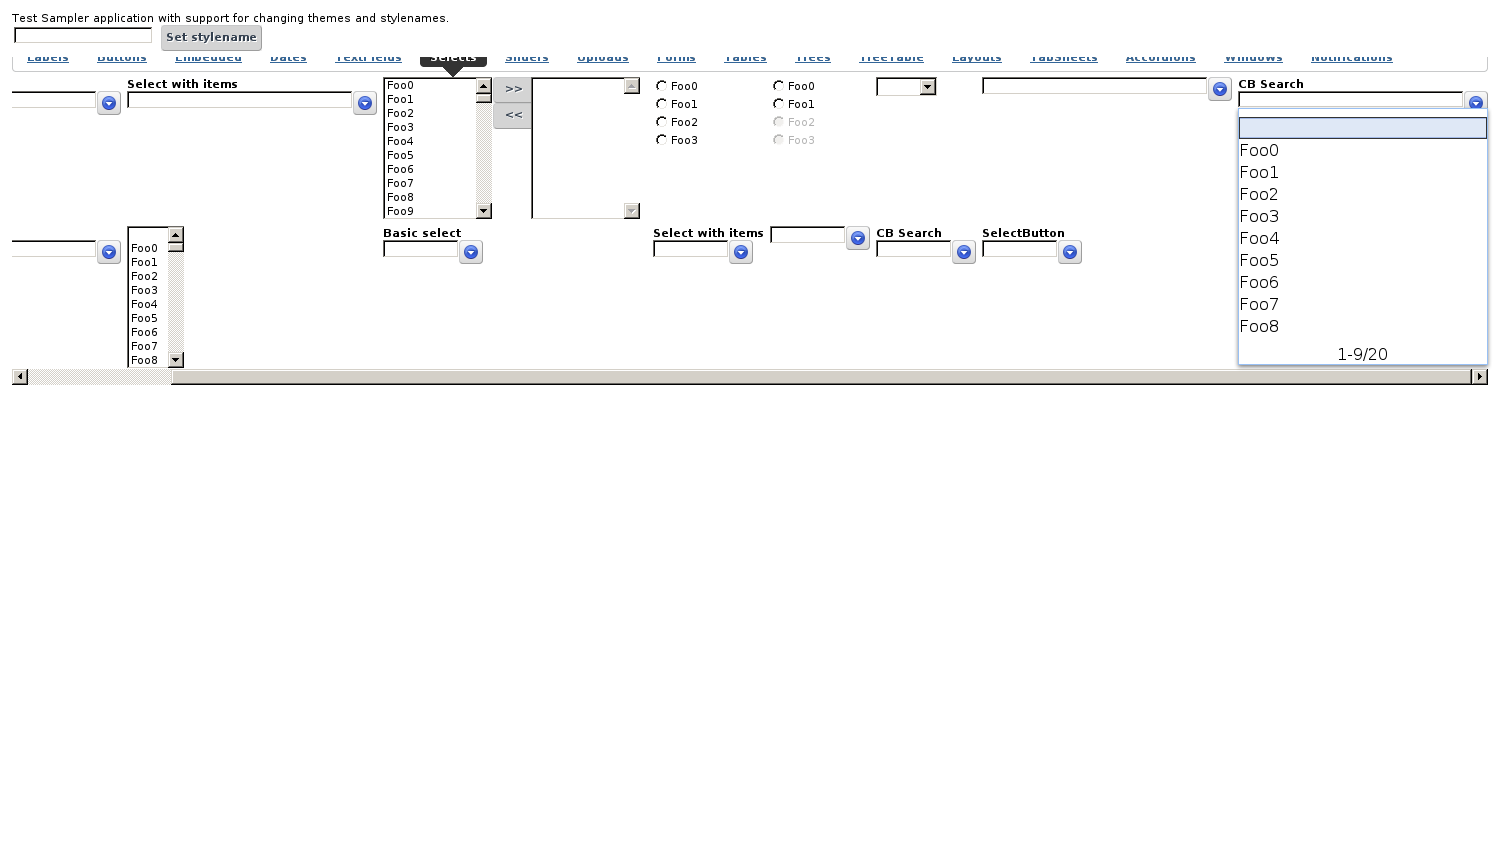 Test Sampler application with support for changing themes and stylenames.
Set stylename
Labels Buttons Embedded Dates TextFields Selects Sliders Uploads Forms Tables Trees TreeTable Layouts TabSheets Accordions Windows Notifications
Select with items
Foo0
Foo1
Foo2
Foo3
Foo4
Foo5
Foo6
Foo7
Foo8
Foo9
>>
<<
Foo0
Foo1
Foo2
Foo3
Foo0
Foo1
Foo2
Foo3
CB Search
Foo0
Foo1
Foo2
Foo3
Foo4
Foo5
Foo6
Foo7
Foo8
1-9/20
Foo0
Foo1
Foo2
Foo3
Foo4
Foo5
Foo6
Foo7
Foo8
Basic select
Select with items
CB Search
SelectButton